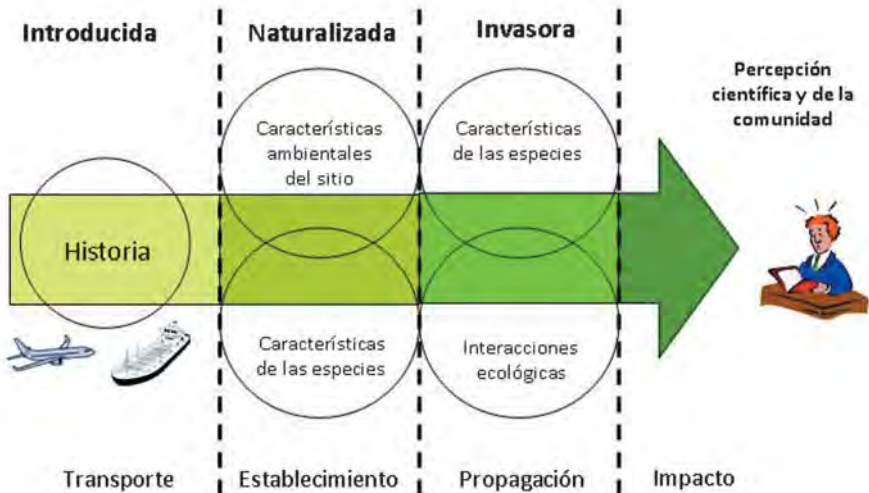 Introducida
Naturalizada
Invasora
Percepción
científica y de la
comunidad
Características
ambientales
del sitio
Características
de las especies
Historia
Características
de las especies
Interacciones
ecológicas
Transporte
Establecimiento
Propagación
Impacto